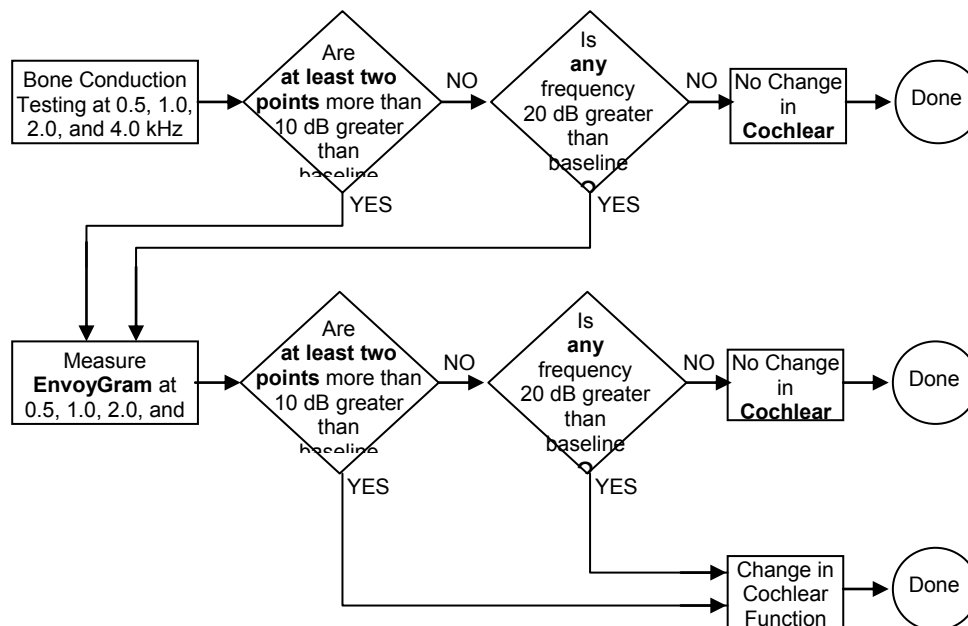 Bone Conduction
Testing at 0.5, 1.0,
2.0, and 4.0 kHz
Are
at least two
points more than
10 dB greater
than
baseline
NO
Is
any
frequency
20 dB greater
than
baseline
?
NO
No Change
in
Cochlear
Done
YES
YES
Measure
EnvoyGram at
0.5, 1.0, 2.0, and
Are
at least two
points more than
10 dB greater
than
baseline
NO
Is
any
frequency
20 dB greater
than
baseline
?
NO
No Change
in
Cochlear
Done
YES
YES
Change in
Cochlear
Function
Done